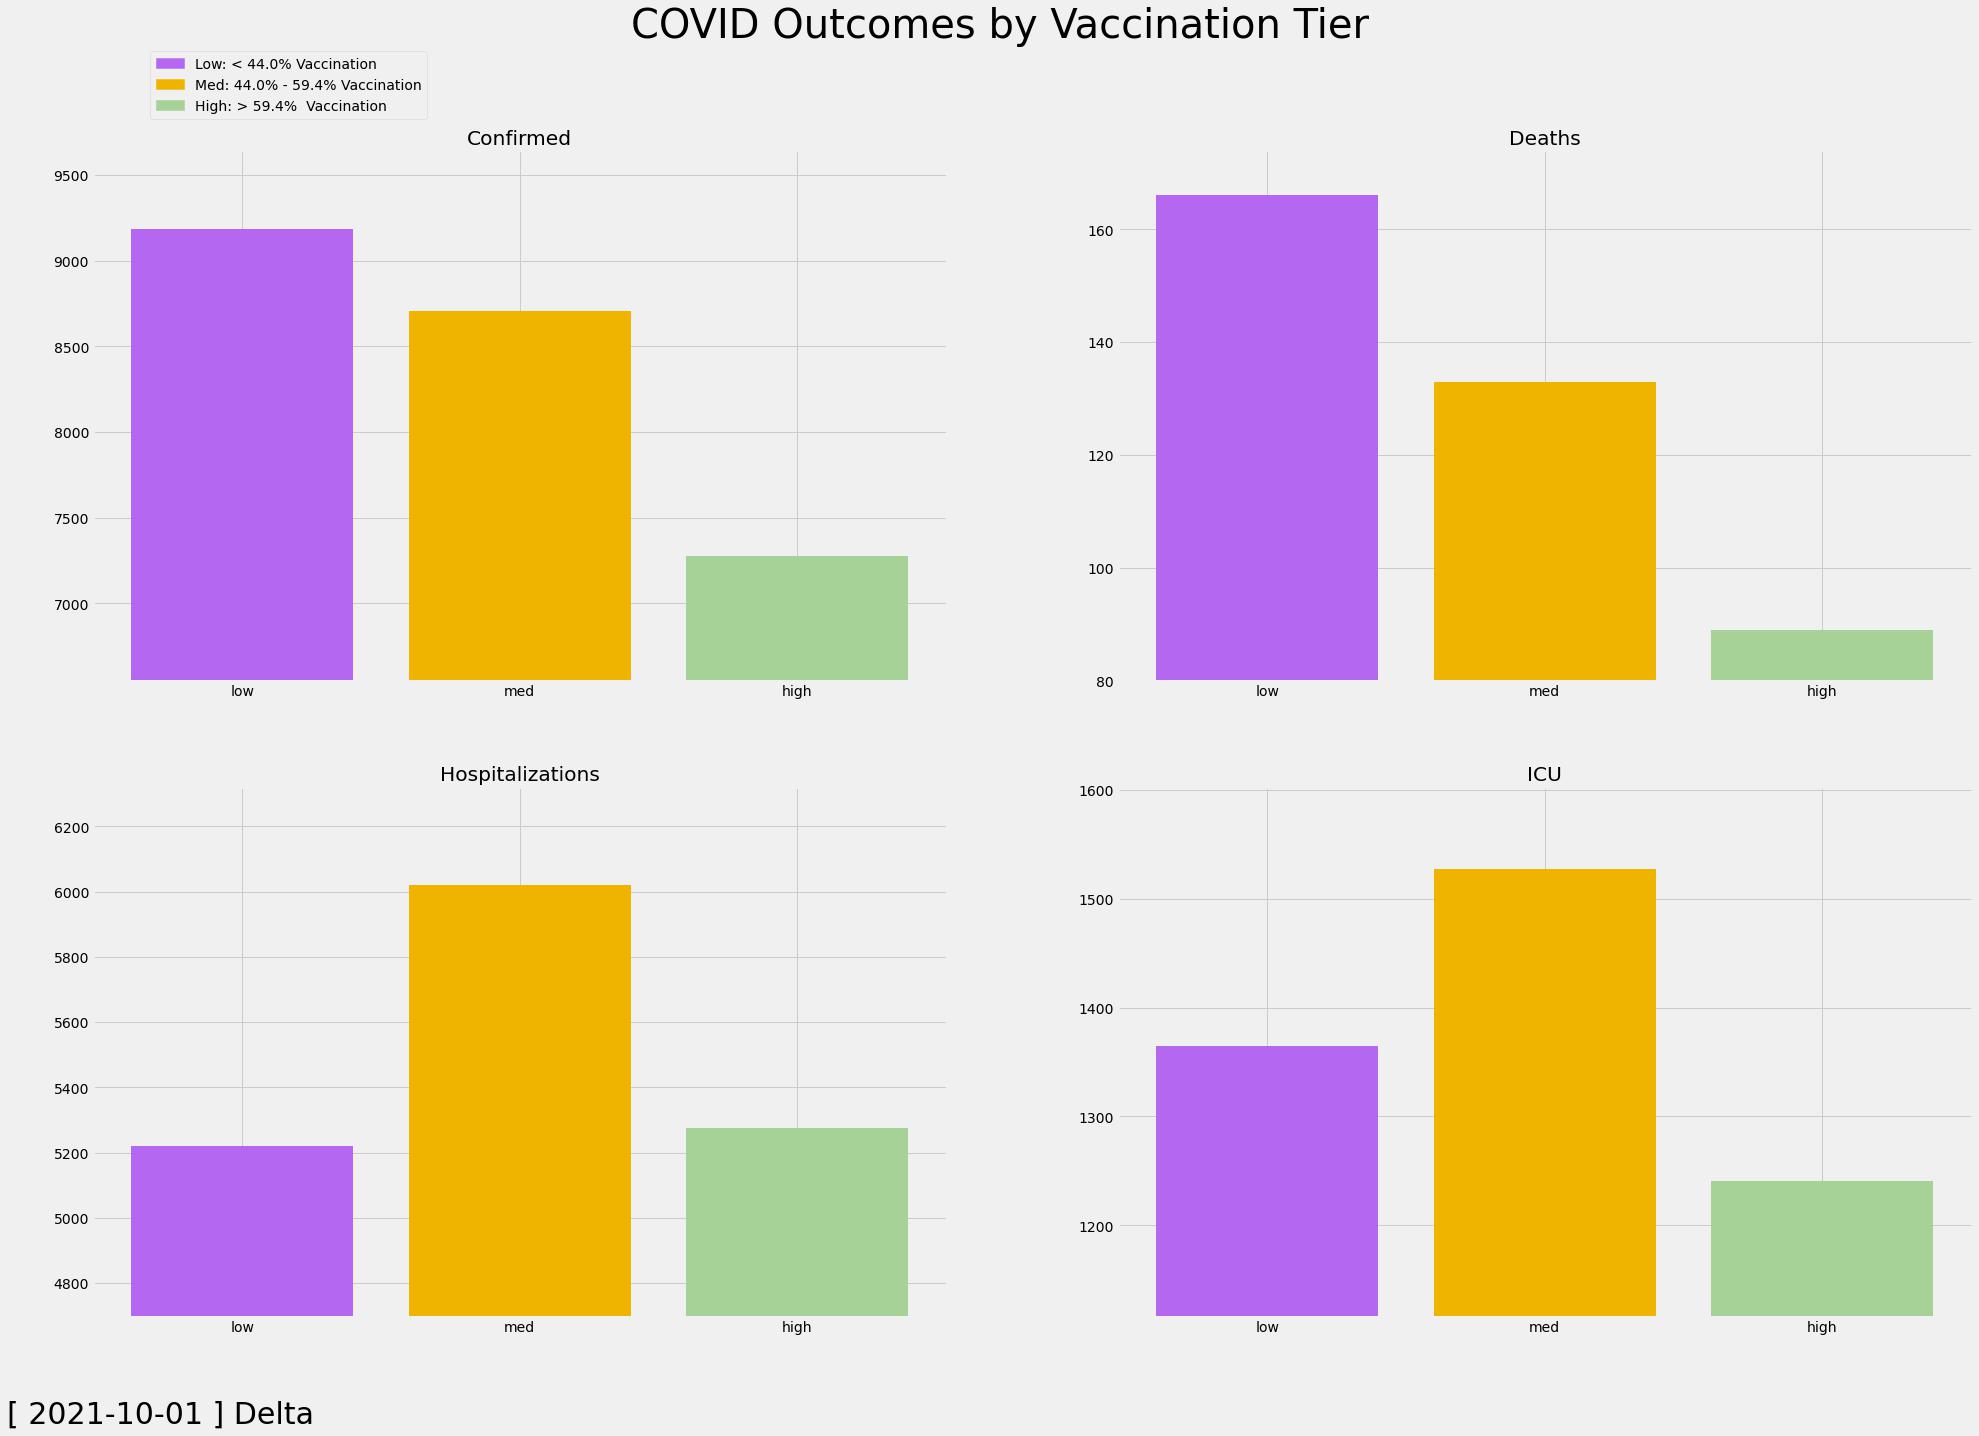 COVID Outcomes by Vaccination Tier
Low: < 44.0% Vaccination
Med: 44.0% - 59.4% Vaccination
High: > 59.4%  Vaccination
Confirmed
9500
9000
8500
8000
7500
7000
low med high
Deaths
160
140
120
100
80
low med high
Hospitalizations
6200
6000
5800
5600
5400
5200
5000
4800
low med high
ICU
1600
1500
1400
1300
1200
low med high
[ 2021-10-01 ] Delta